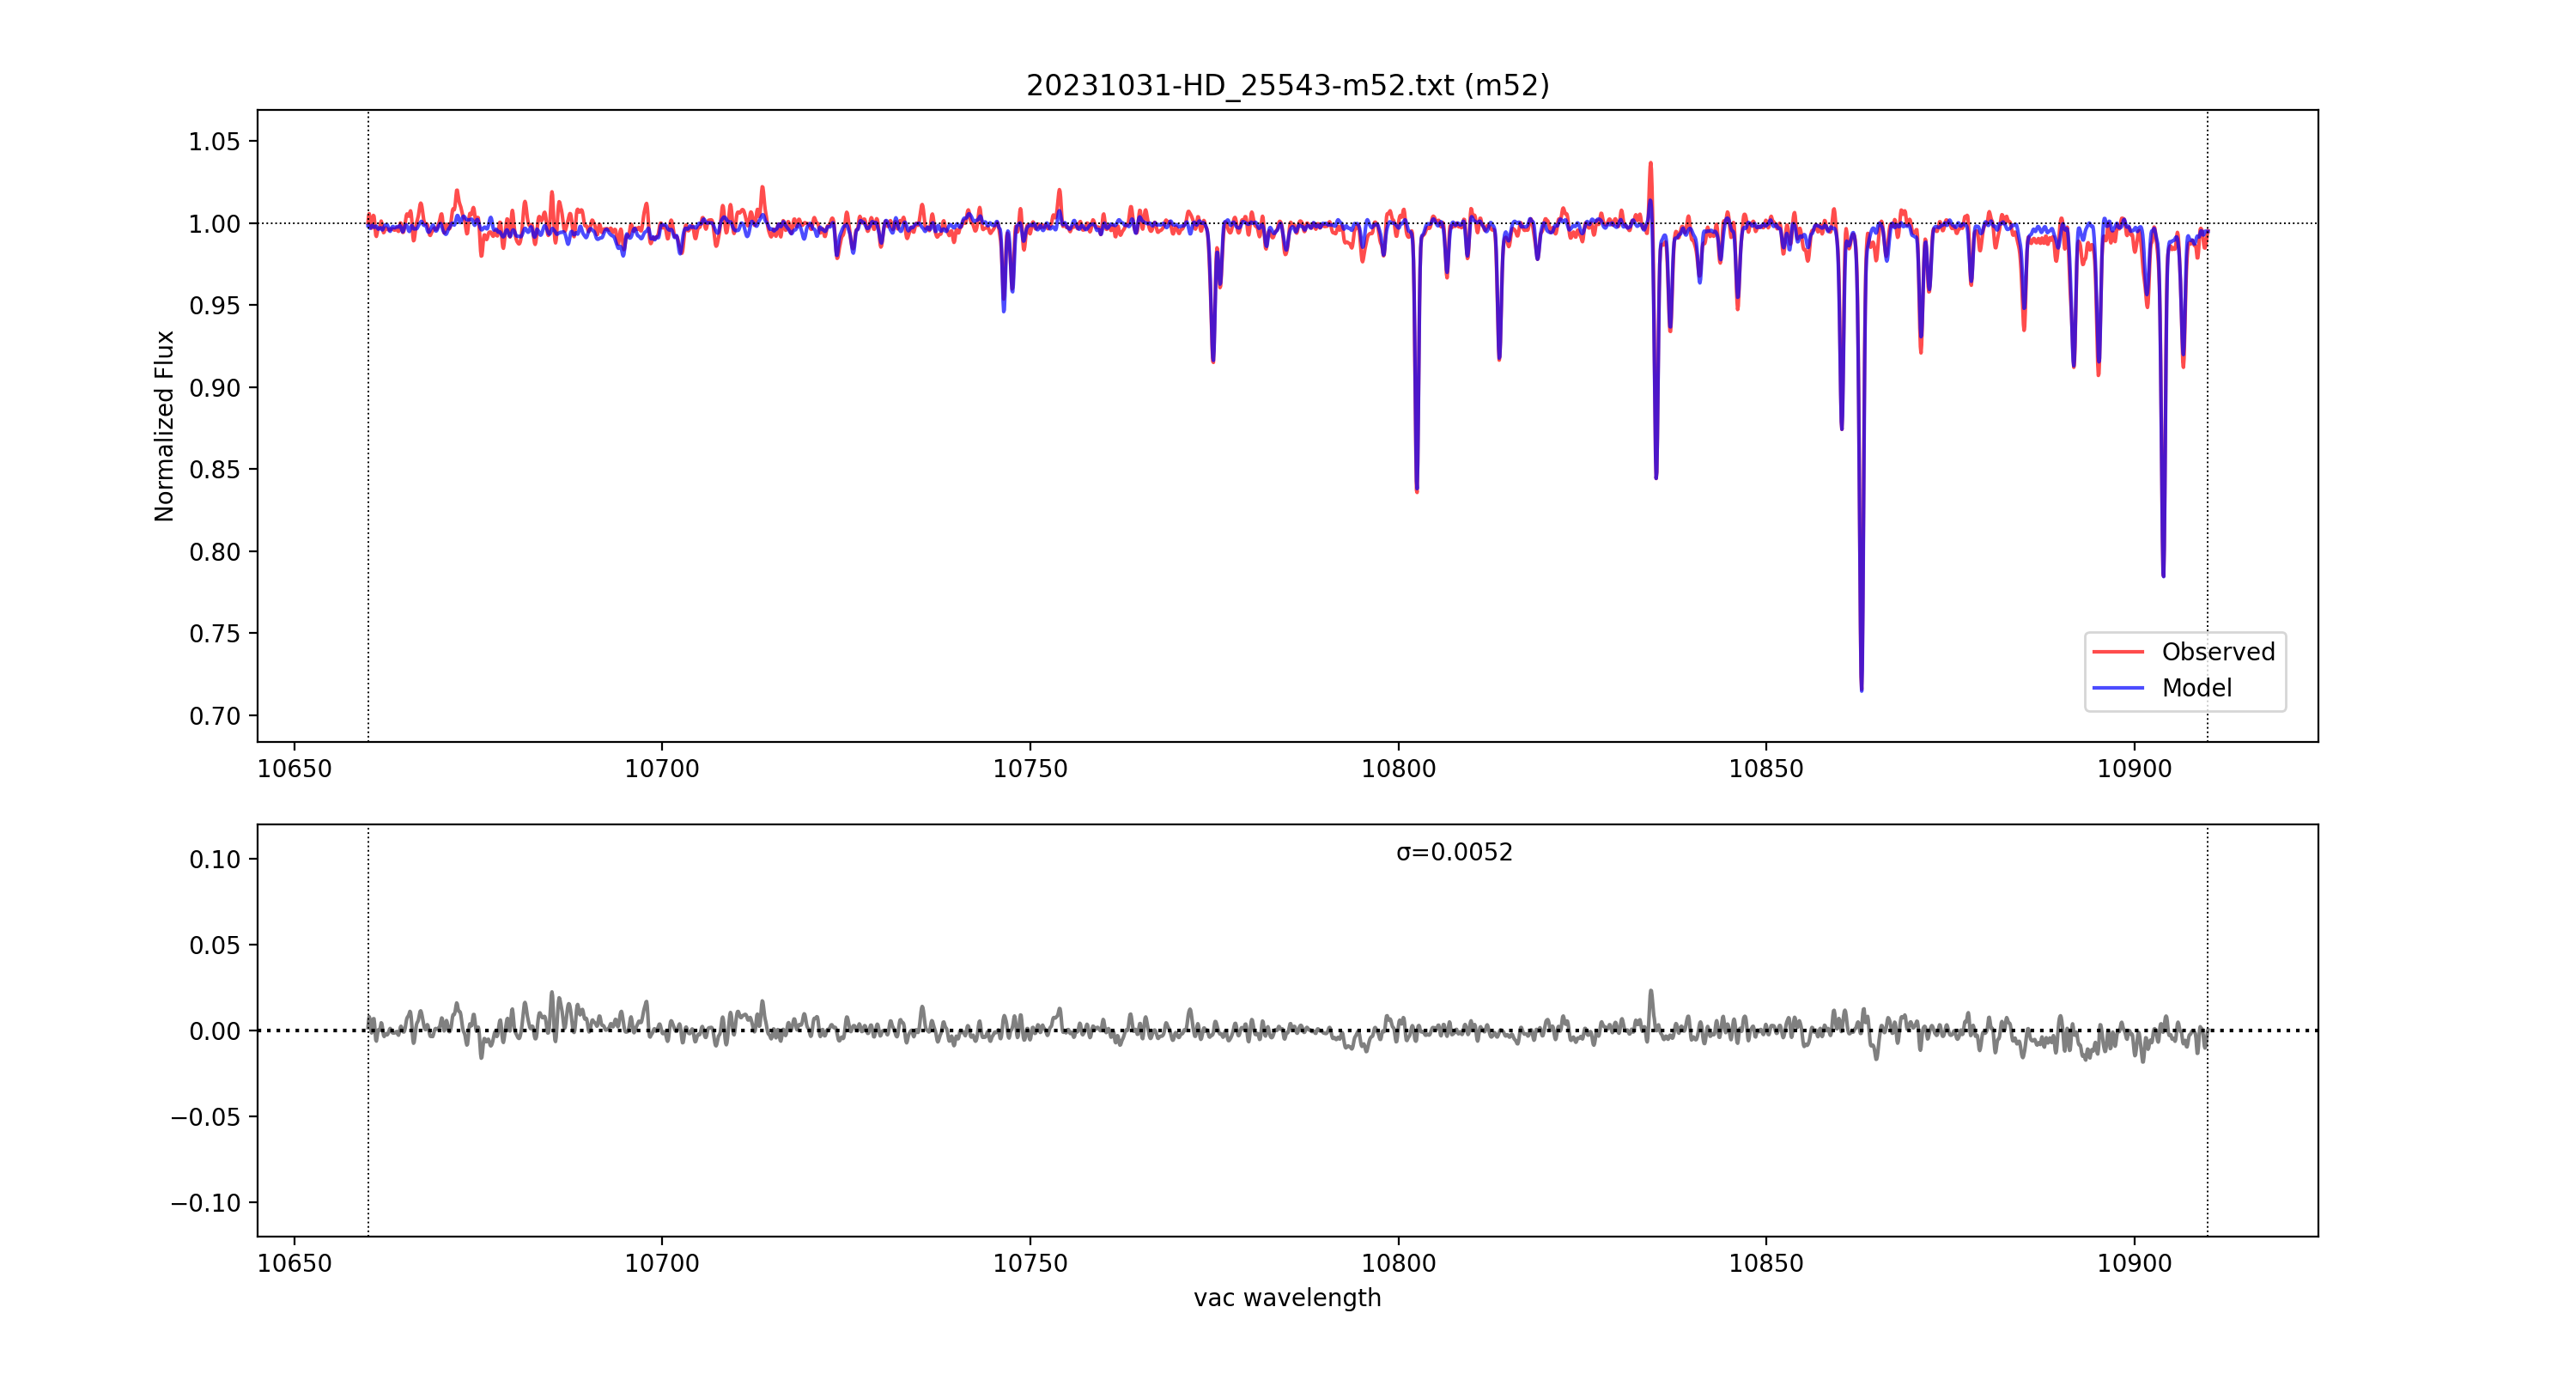 20231031-HD_25543-m52.txt (m52)
1.05
1.00
0.95
0.90
0.85
0.80
0.75
0.70
Normalized Flux
Observed
Model
10650 10700 10750 10800 10850 10900
σ=0.0052
0.10
0.05
0.00
−0.05
−0.10
10650 10700 10750 10800 10850 10900
vac wavelength